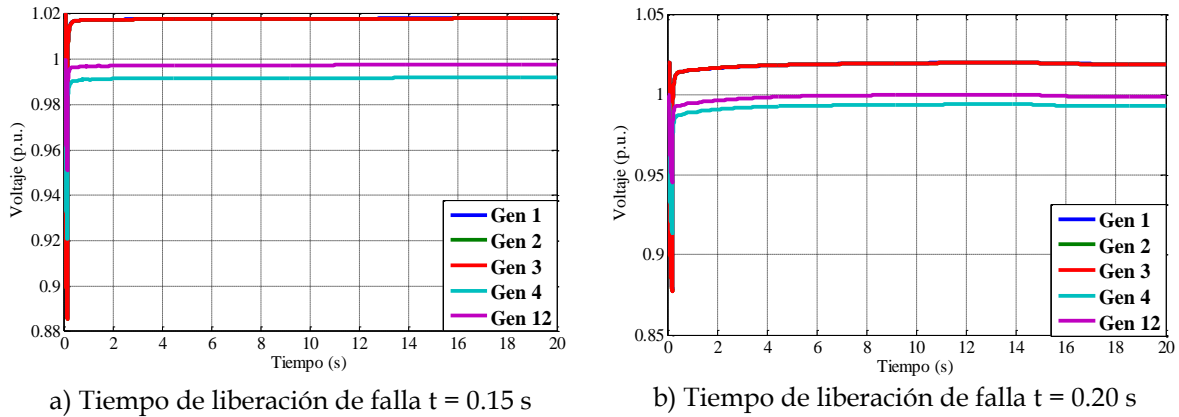 1.02
1
0.98
0.96
0.94
0.92
0.9
0.88
Voltaje (p.u.)
0 2 4 6 8 10 12 14 16 18 20
Tiempo (s)
Gen 1
Gen 2
Gen 3
Gen 4
Gen 12
a) Tiempo de liberación de falla t = 0.15 s
1.05
1
0.95
0.9
0.85
Voltaje (p.u.)
0 2 4 6 8 10 12 14 16 18 20
Tiempo (s)
Gen 1
Gen 2
Gen 3
Gen 4
Gen 12
b) Tiempo de liberación de falla t = 0.20 s